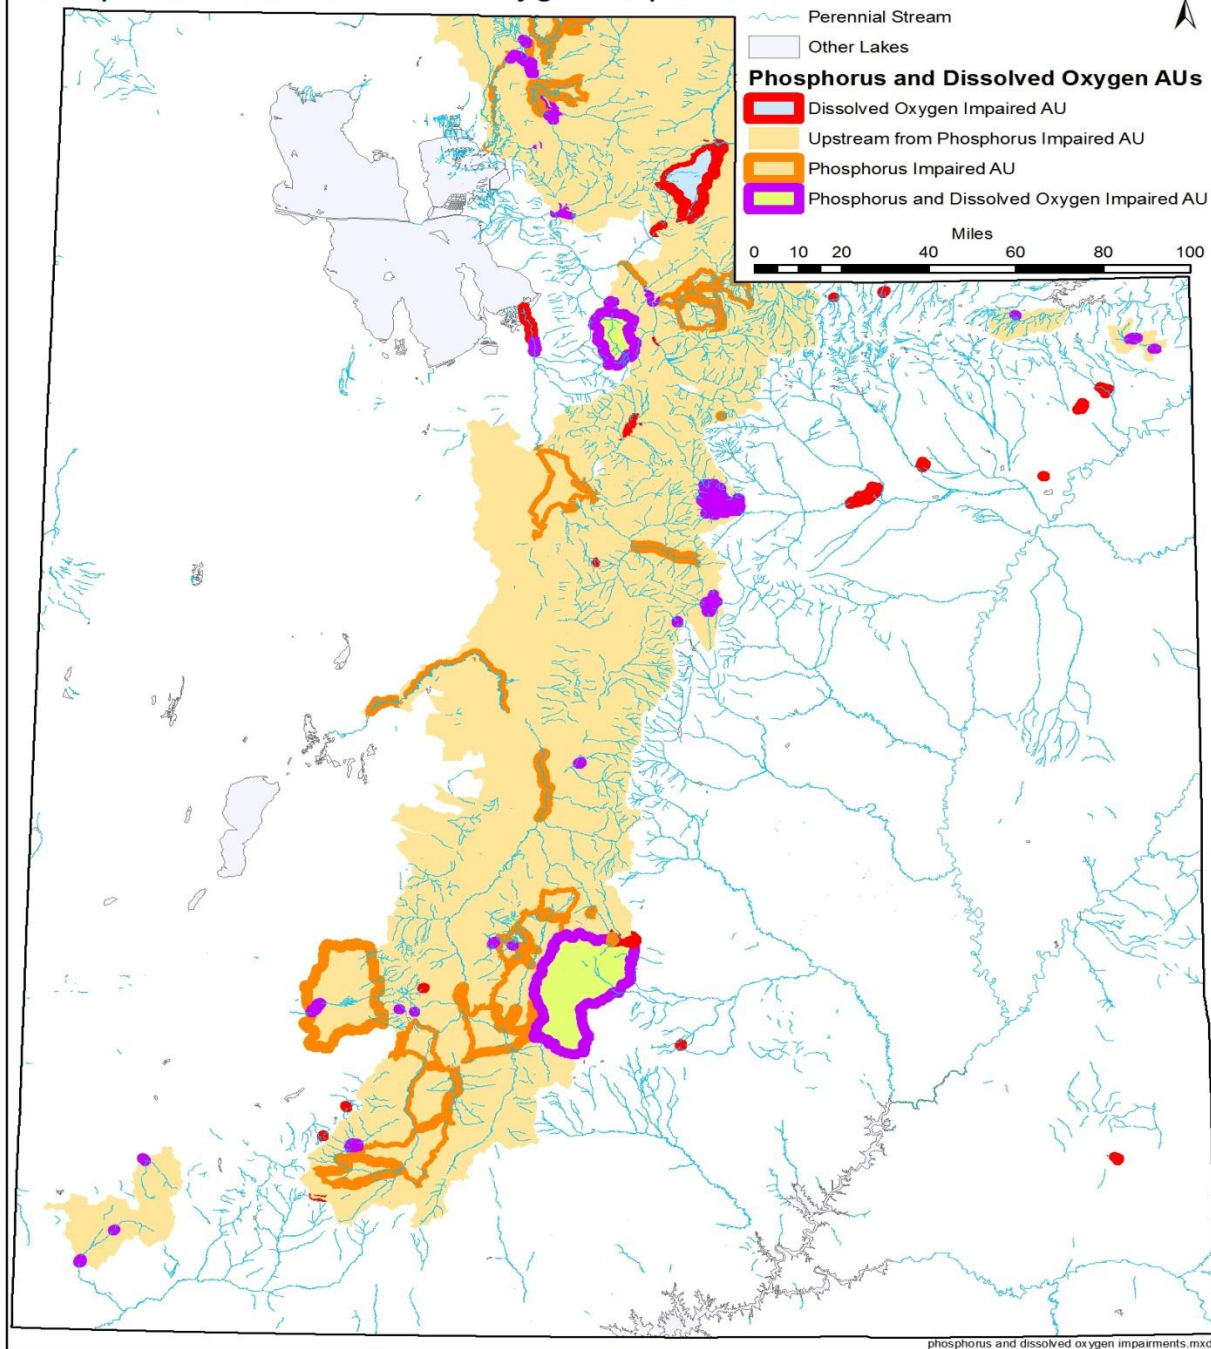 Perennial Stream
Other Lakes
Phosphorus and Dissolved Oxygen AUs
Dissolved Oxygen Impaired AU
Upstream from Phosphorus Impaired AU
Phosphorus Impaired AU
Phosphorus and Dissolved Oxygen Impaired AU
Miles
0 10 20 40 60 80 100
phosphorus and dissolved oxygen impairments.mxd